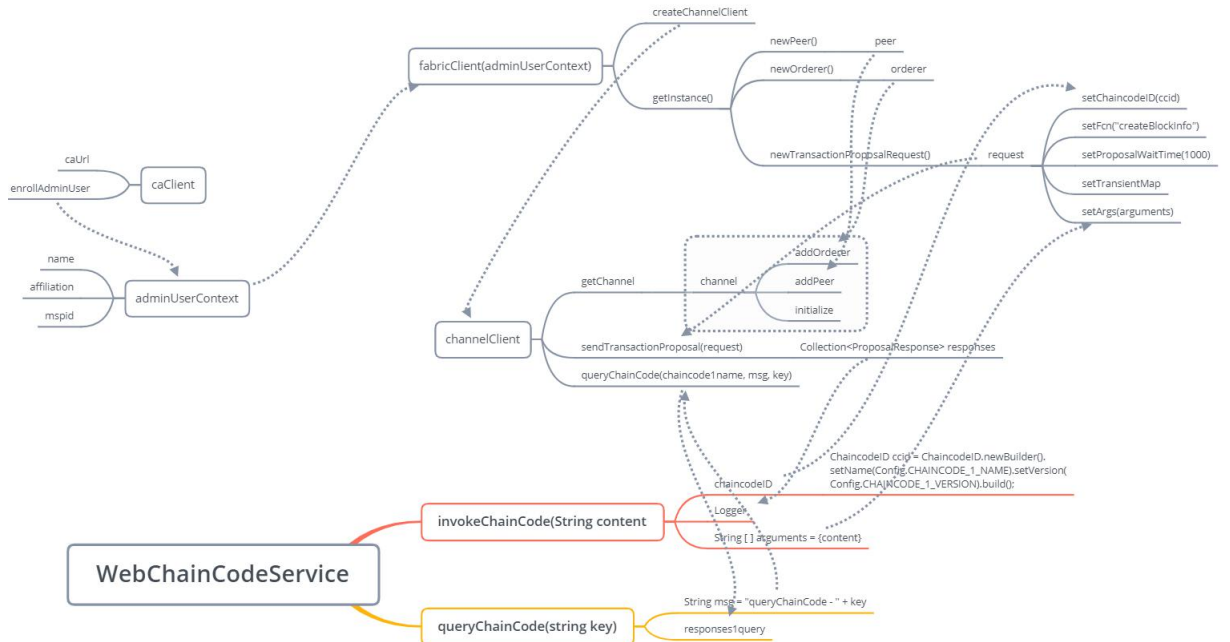 createChannelClient
fabricClient(adminUserContext)
newPeer()
peer
newOrderer()
orderer
getInstance()
newTransactionProposalRequest()
request
setChaincodeID(ccid)
setFcn("createBlockInfo")
setProposalWaitTime(1000)
setTransientMap
setArgs(arguments)
caUrl
enrollAdminUser
caClient
name
affiliation
mspid
adminUserContext
addOrderer
getChannel
channel
addPeer
initialize
channelClient
sendTransactionProposal(request)
Collection<ProposalResponse> responses
queryChainCode(chaincode1name, msg, key)
ChaincodeID ccid = ChaincodeID.newBuilder().
setName(Config.CHAINCODE_1_NAME).setVersion(
Config.CHAINCODE_1_VERSION).build();
chaincodeID
invokeChainCode(String content
Logger
String [ ] arguments = {content}
WebChainCodeService
String msg = "queryChainCode - " + key
queryChainCode(string key)
responses1query